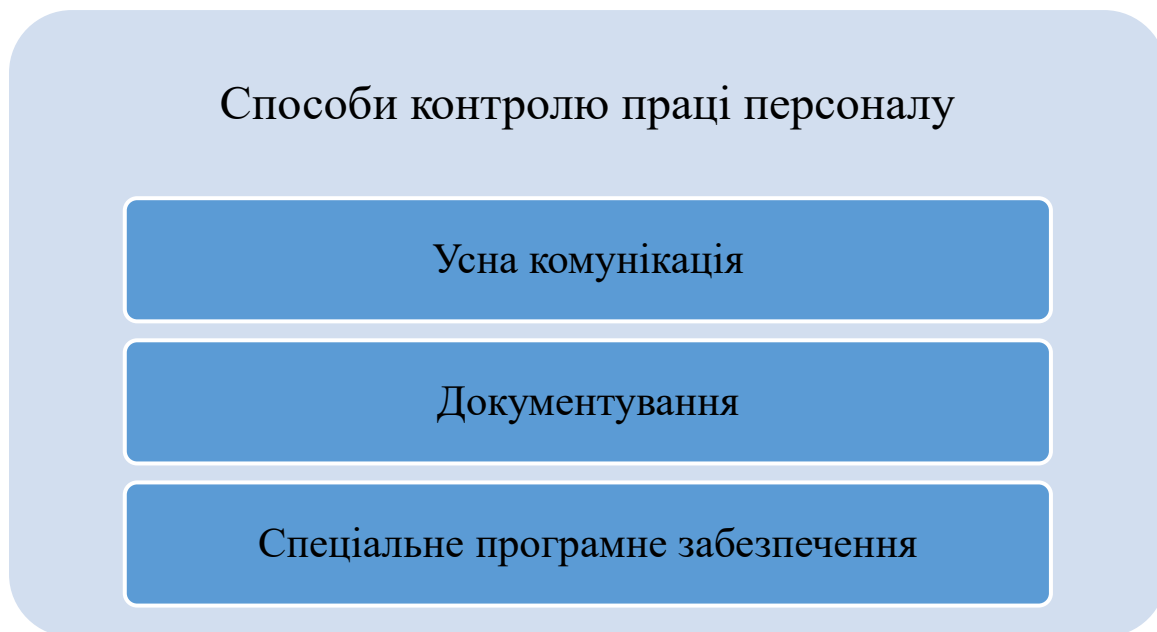 Способи контролю праці персоналу
Усна комунікація
Документування
Спеціальне програмне забезпечення